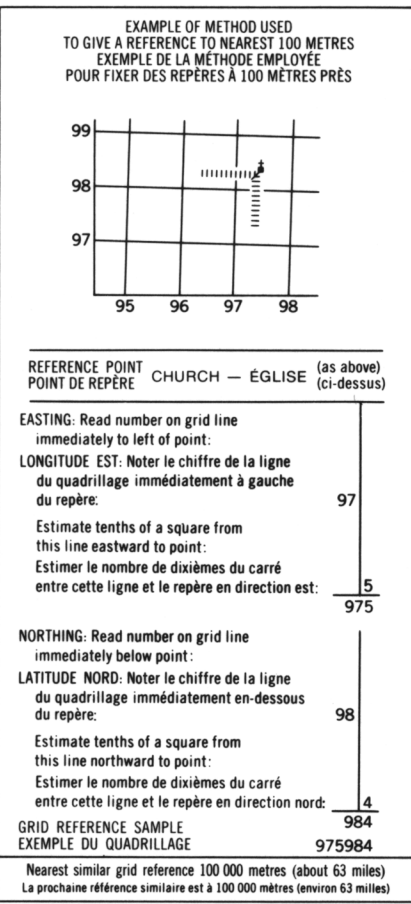 EXAMPLE OF METHOD USED
TO GIVE A REFERENCE TO NEAREST 100 METRES
EXEMPLE DE LA MÉTHODE EMPLOYÉE
POUR FIXER DES REPÈRES À 100 MÈTRES PRÈS
99
98
97
95 96 97 98
REFERENCE POINT
POINT DE REPÈRE
CHURCH — ÉGLISE
(as above)
(ci-dessus)
EASTING: Read number on grid line
immediately to left of point:
LONGITUDE EST: Noter le chiffre de la ligne
du quadrillage immédiatement à gauche
du repère: 97
Estimate tenths of a square from
this line eastward to point:
Estimer le nombre de dixièmes du carré
entre cette ligne et le repère en direction est: 5
975
NORTHING: Read number on grid line
immediately below point:
LATITUDE NORD: Noter le chiffre de la ligne
du quadrillage immédiatement en-dessous
du repère: 98
Estimate tenths of a square from
this line northward to point:
Estimer le nombre de dixièmes du carré
entre cette ligne et le repère en direction nord: 4
984
GRID REFERENCE SAMPLE
EXEMPLE DU QUADRILLAGE 975984
Nearest similar grid reference 100 000 metres (about 63 miles)
La prochaine référence similaire est à 100 000 mètres (environ 63 milles)